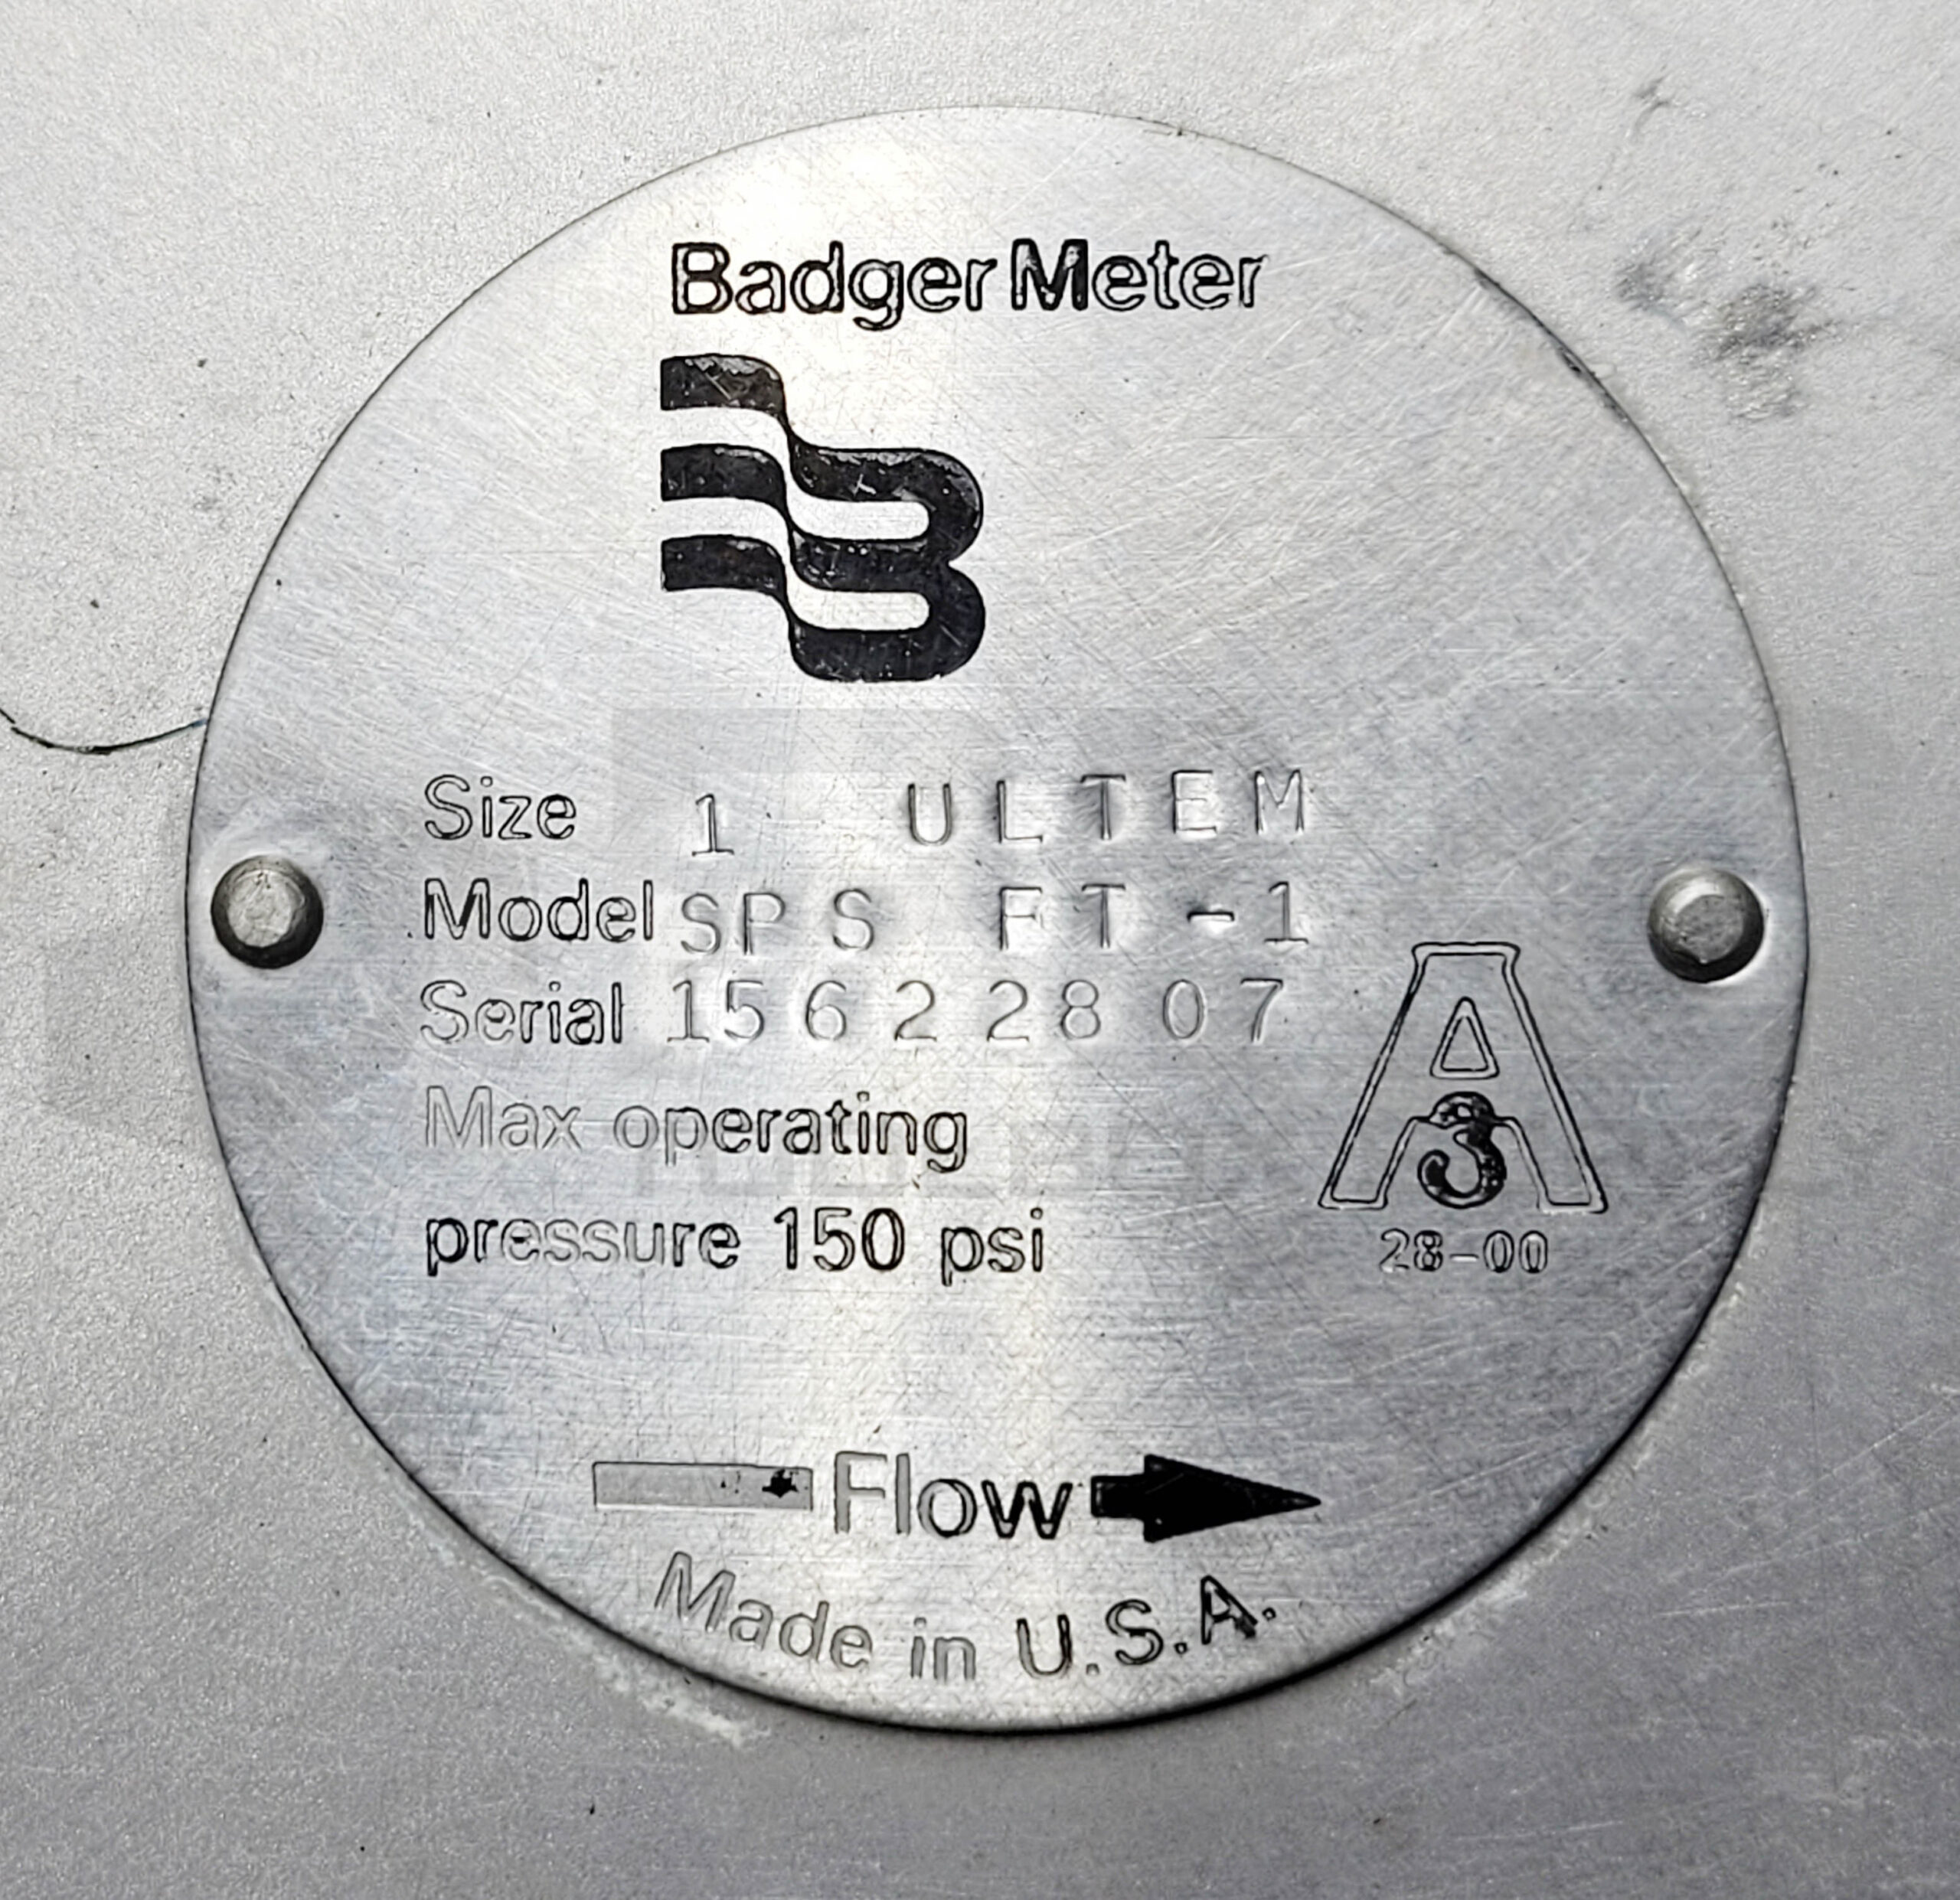 Badger Meter
Size 1 ULTEM
Model SPS FT-1
Serial 15622807
Max operating
pressure 150 psi
A
3
28-00
Flow
Made in U.S.A.